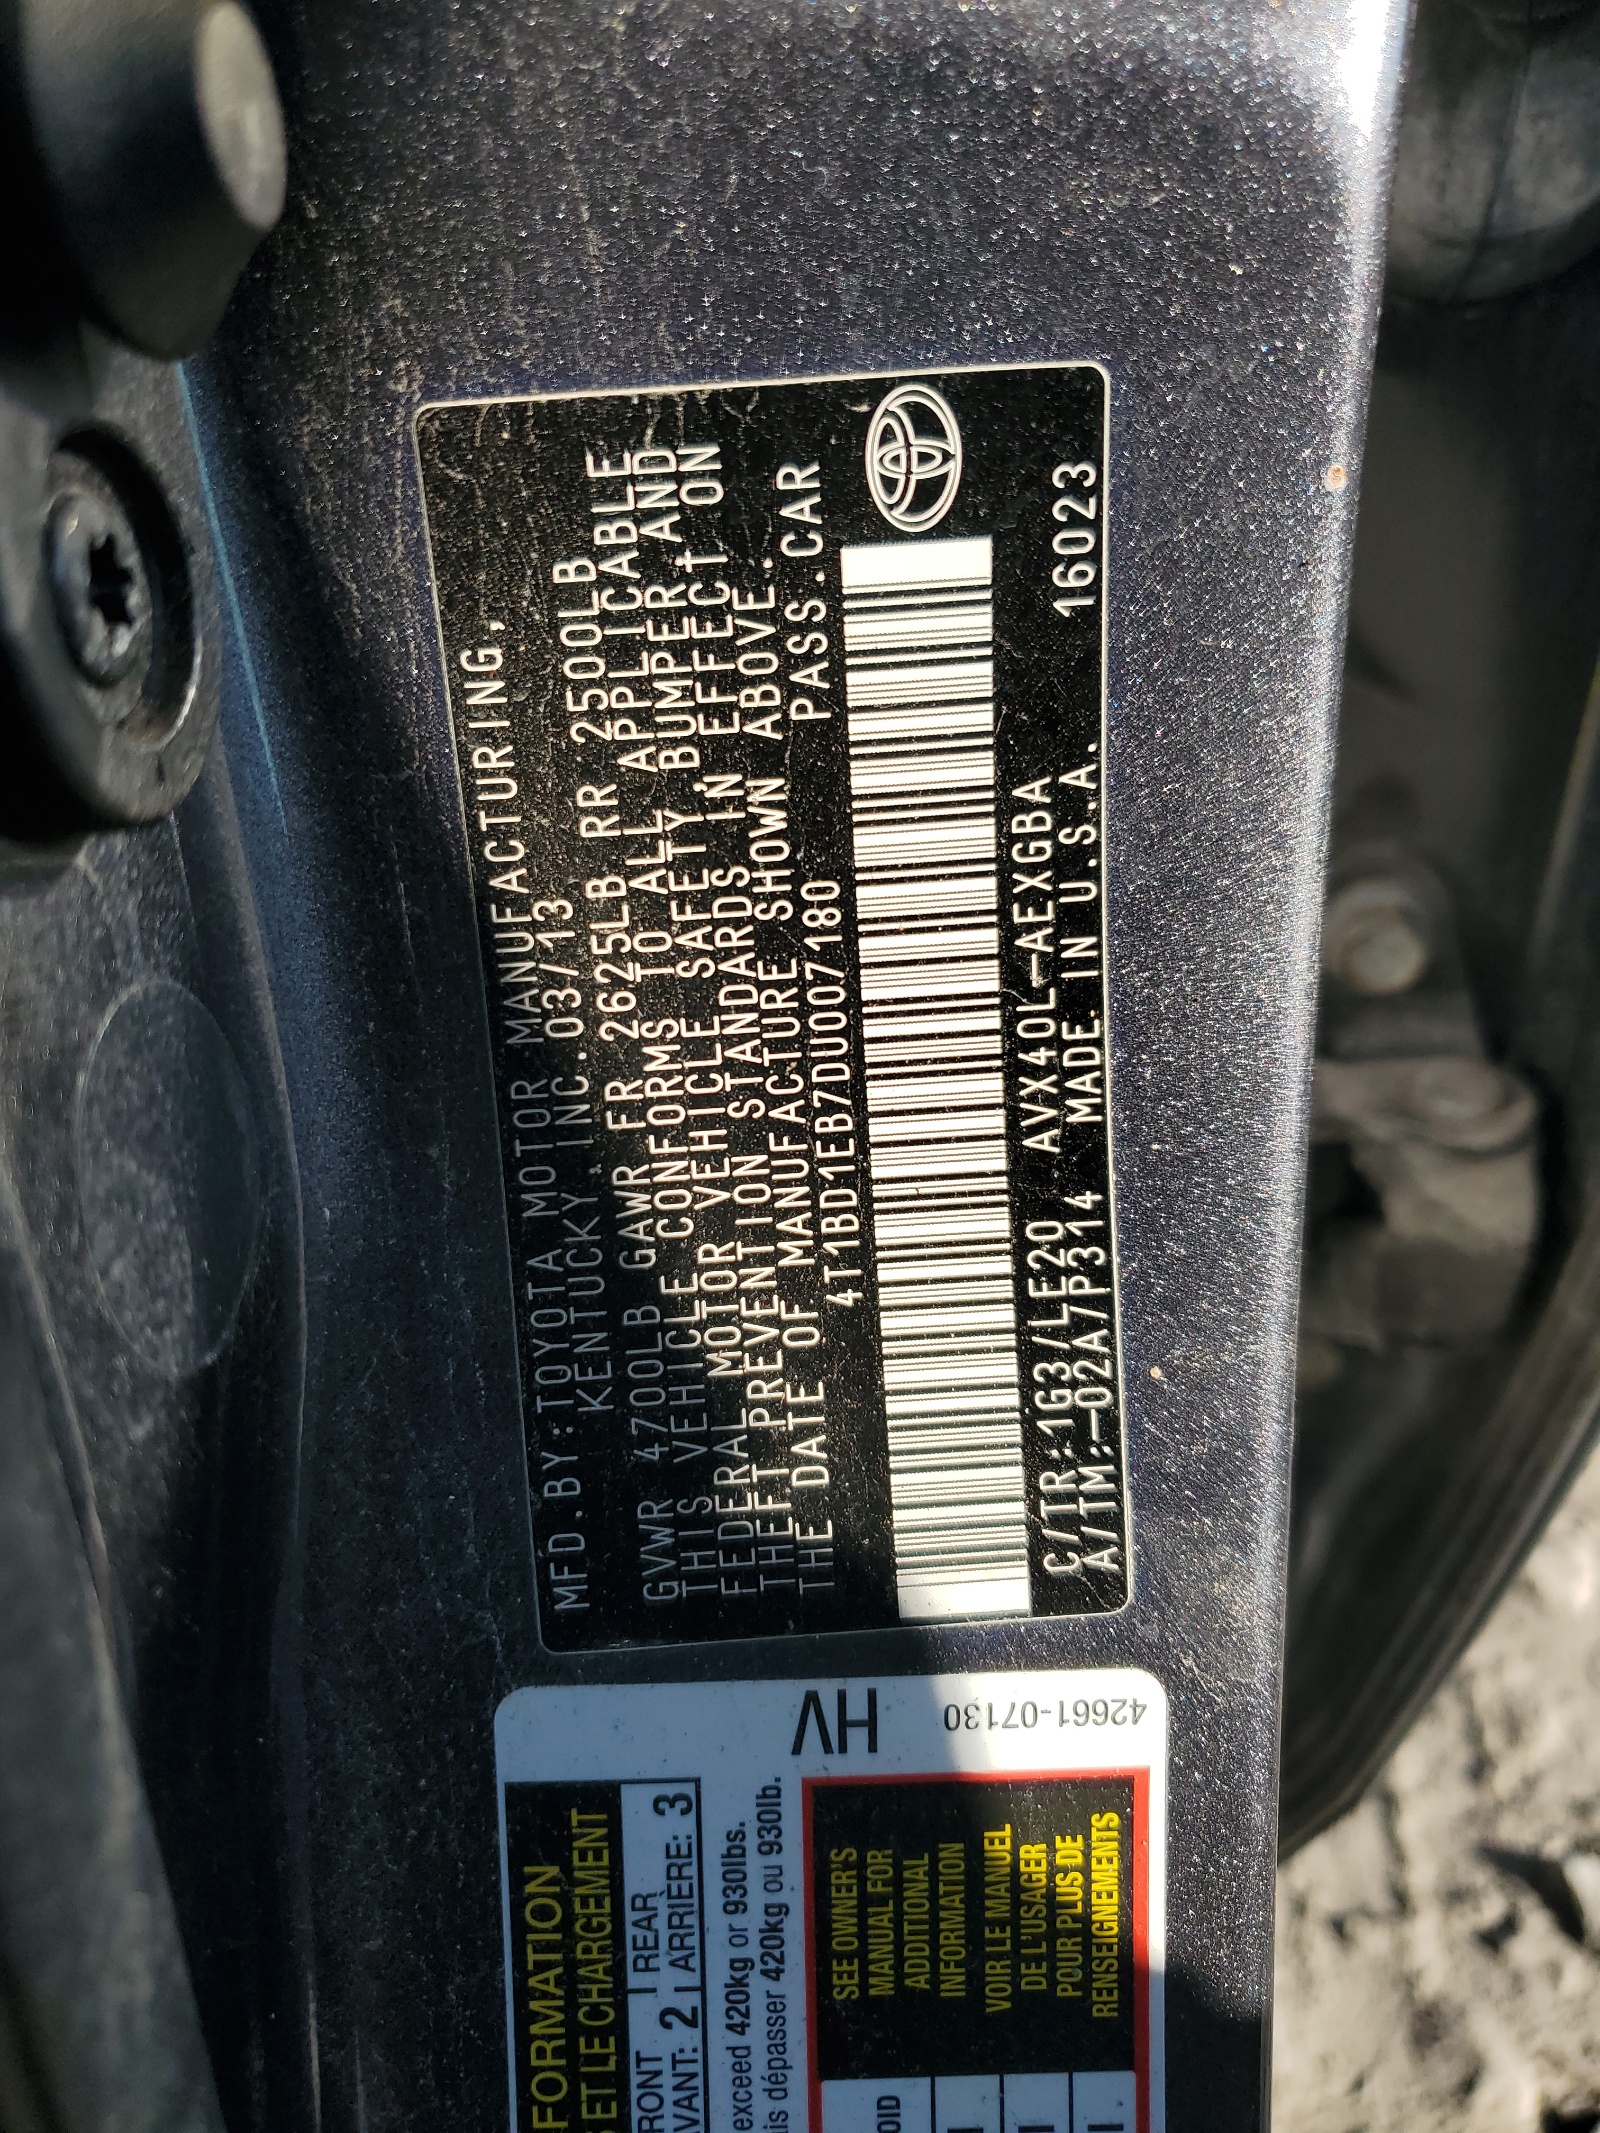 MFD.BY:TOYOTA MOTOR MANUFACTURING,
KENTUCKY.INC.03/13
GVWR 4700LB GAWR FR 2625LB RR 2500LB
THIS VEHICLE CONFORMS TO ALL APPLICABLE
FEDERAL MOTOR VEHICLE SAFETY,BUMPER AND
THEFT PREVENTION STANDARDS IN EFFECT ON
THE DATE OF MANUFACTURE SHOWN ABOVE.
4T1BD1EB7DU007180 PASS.CAR
C/TR:1G3/LE20 AVX40L-AEXGBA 16023
A/TM:-02A7P314 MADE IN U.S.A.
HV
42661-07130
FORMATION
ET LE CHARGEMENT
RONT REAR
AVANT: 2 ARRIÈRE: 3
exceed 420kg or 930lbs.
is dépasser 420kg ou 930lb.
SEE OWNER'S
MANUAL FOR
ADDITIONAL
INFORMATION
VOIR LE MANUEL
DE L'USAGER
POUR PLUS DE
RENSEIGNEMENTS
OID